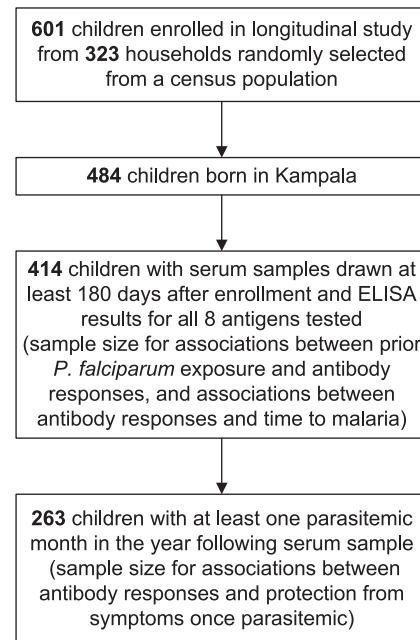 601 children enrolled in longitudinal study
from 323 households randomly selected
from a census population
484 children born in Kampala
414 children with serum samples drawn at
least 180 days after enrollment and ELISA
results for all 8 antigens tested
(sample size for associations between prior
P. falciparum exposure and antibody
responses, and associations between
antibody responses and time to malaria)
263 children with at least one parasitemic
month in the year following serum sample
(sample size for associations between
antibody responses and protection from
symptoms once parasitemic)